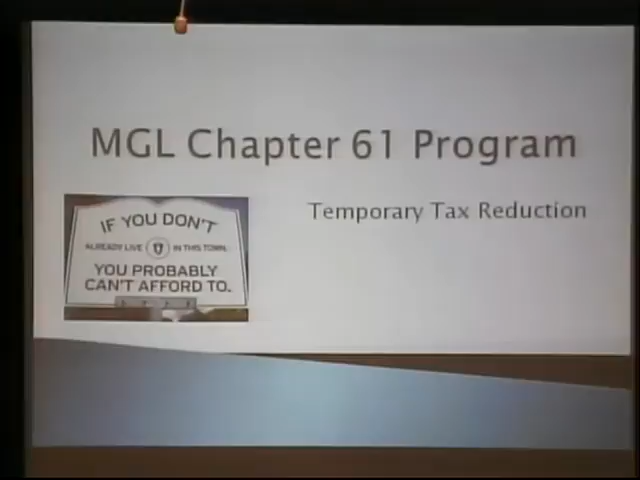 MGL Chapter 61 Program
Temporary Tax Reduction
IF YOU DON'T
ALREADY LIVE IN THIS TOWN,
YOU PROBABLY
CAN'T AFFORD TO.